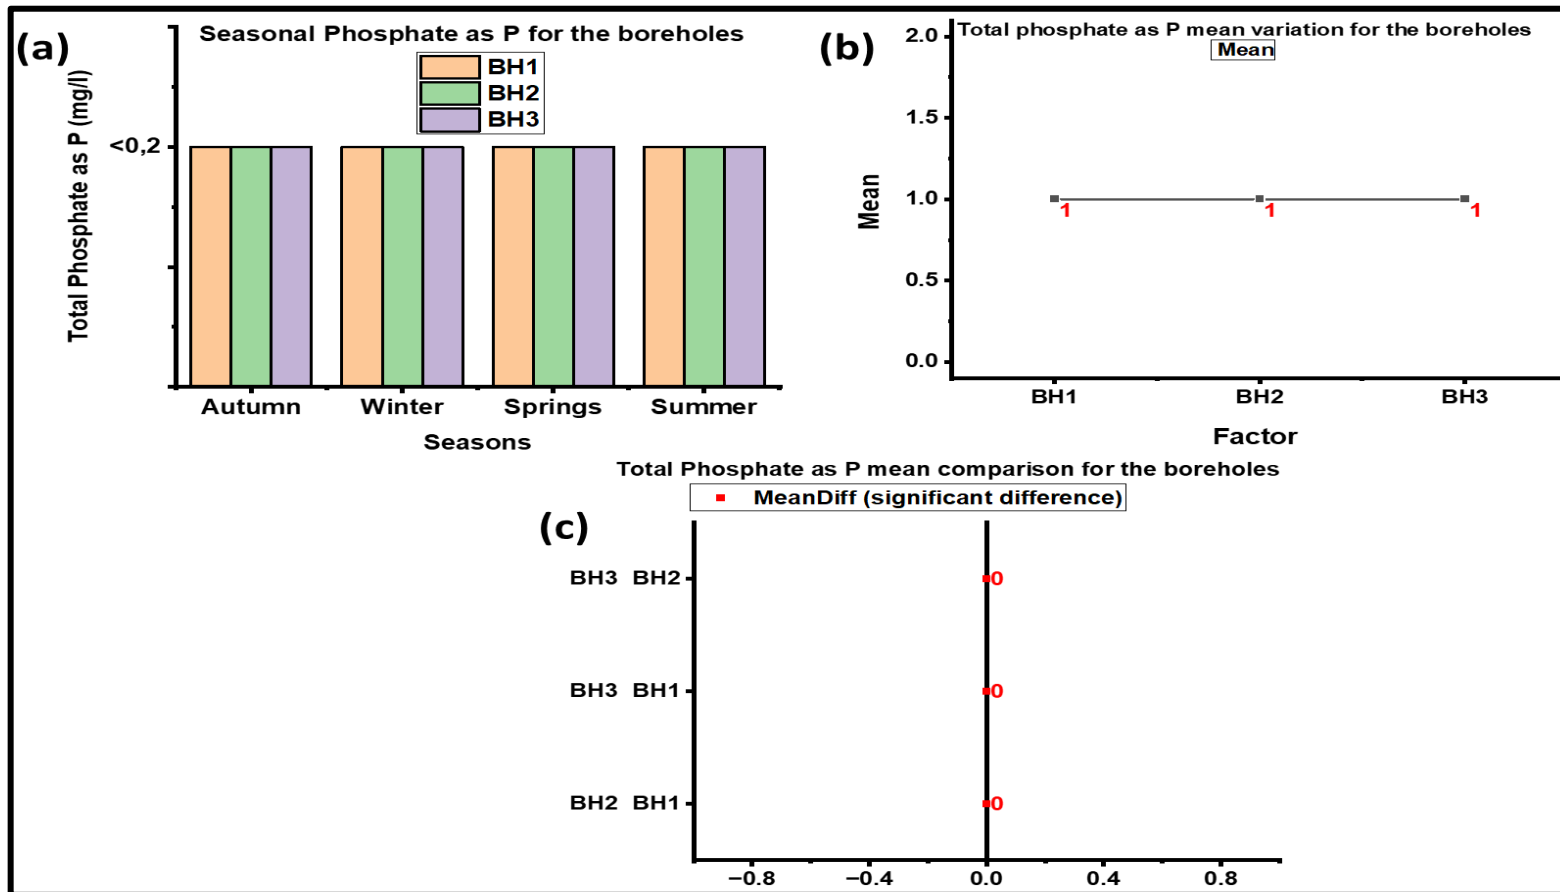 (a)
Seasonal Phosphate as P for the boreholes
BH1
BH2
BH3
Total Phosphate as P (mg/l)
<0,2
Autumn Winter Springs Summer
Seasons
(b)
Total phosphate as P mean variation for the boreholes
Mean
2.0
1.5
1.0
0.5
0.0
Mean
1 1 1
BH1 BH2 BH3
Factor
Total Phosphate as P mean comparison for the boreholes
MeanDiff (significant difference)
(c)
BH3 BH2
0
BH3 BH1
0
BH2 BH1
0
−0.8 −0.4 0.0 0.4 0.8